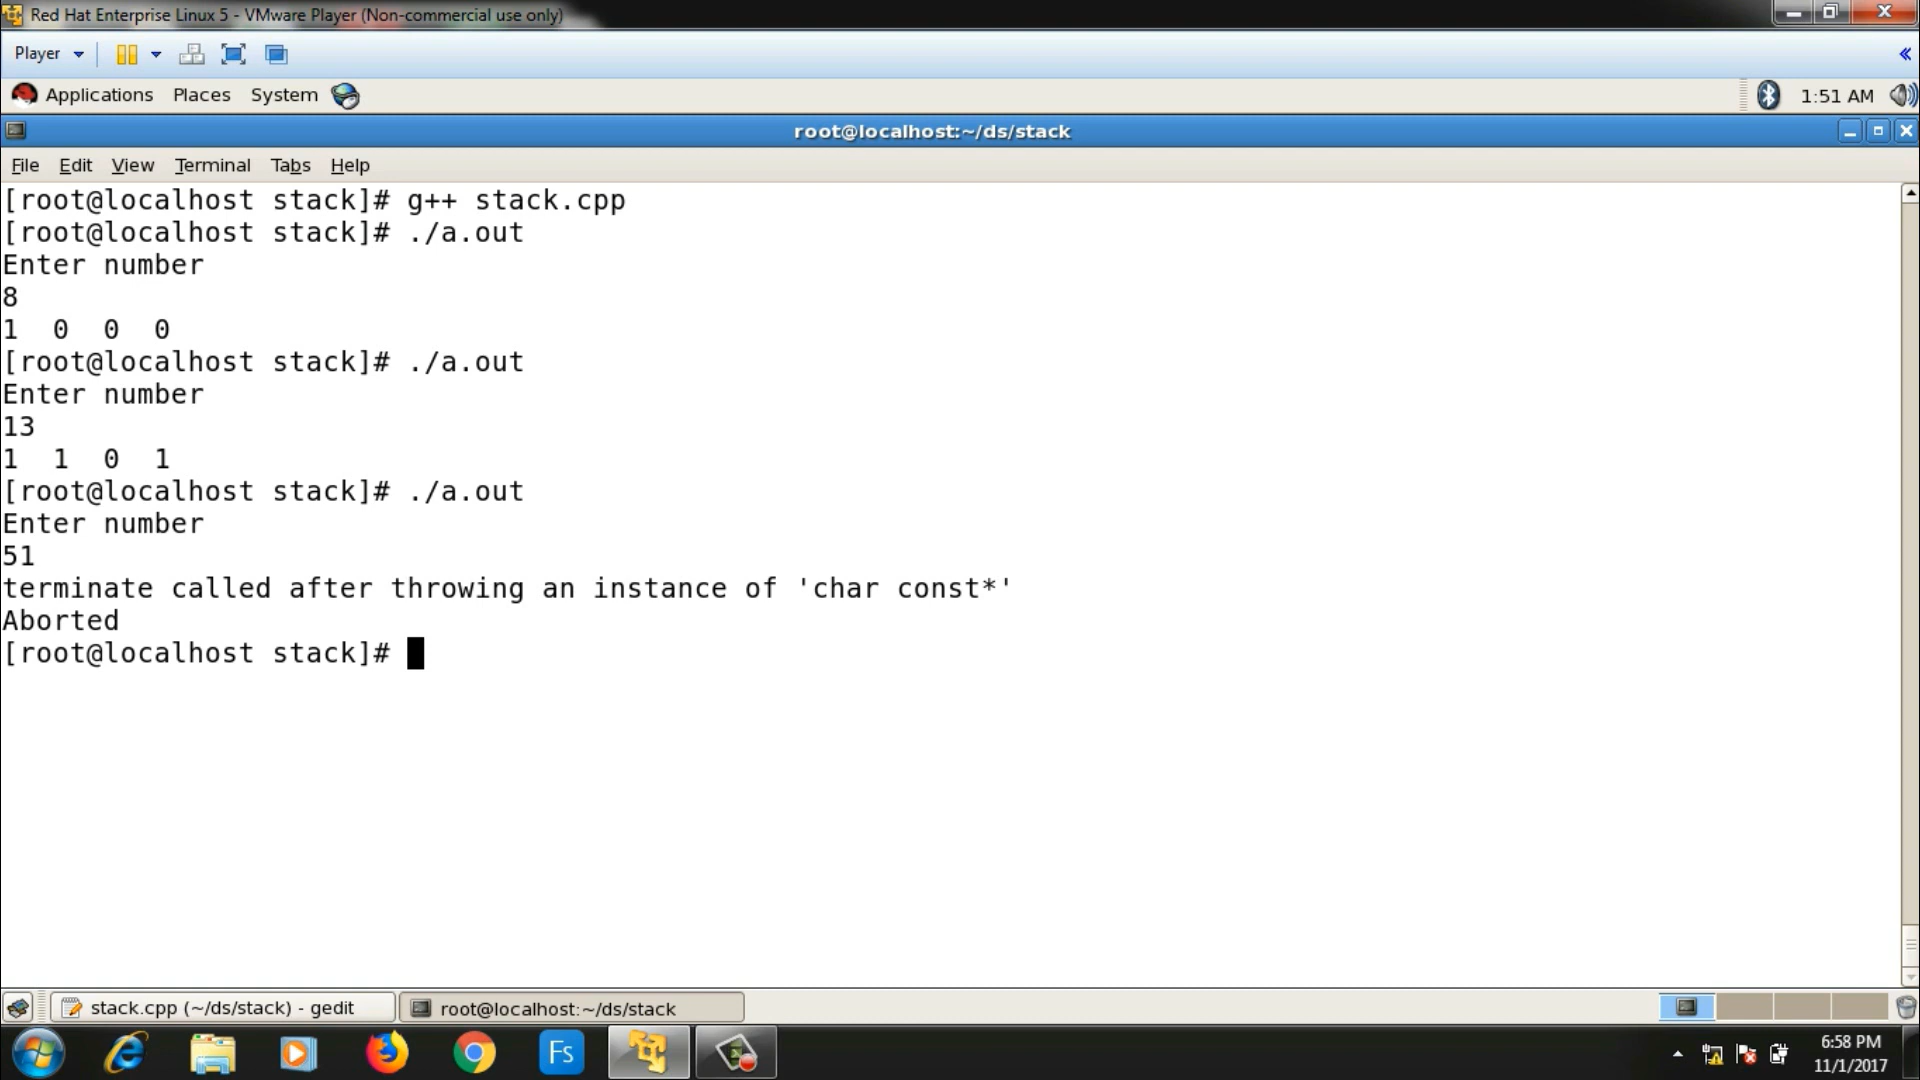 Red Hat Enterprise Linux 5 - VMware Player (Non-commercial use only)
Player
Applications Places System 1:51 AM
root@localhost:~/ds/stack
File Edit View Terminal Tabs Help
[root@localhost stack]# g++ stack.cpp
[root@localhost stack]# ./a.out
Enter number
8
1  0  0  0
[root@localhost stack]# ./a.out
Enter number
13
1  1  0  1
[root@localhost stack]# ./a.out
Enter number
51
terminate called after throwing an instance of 'char const*'
Aborted
[root@localhost stack]#
stack.cpp (~/ds/stack) - gedit root@localhost:~/ds/stack
Fs
6:58 PM
11/1/2017